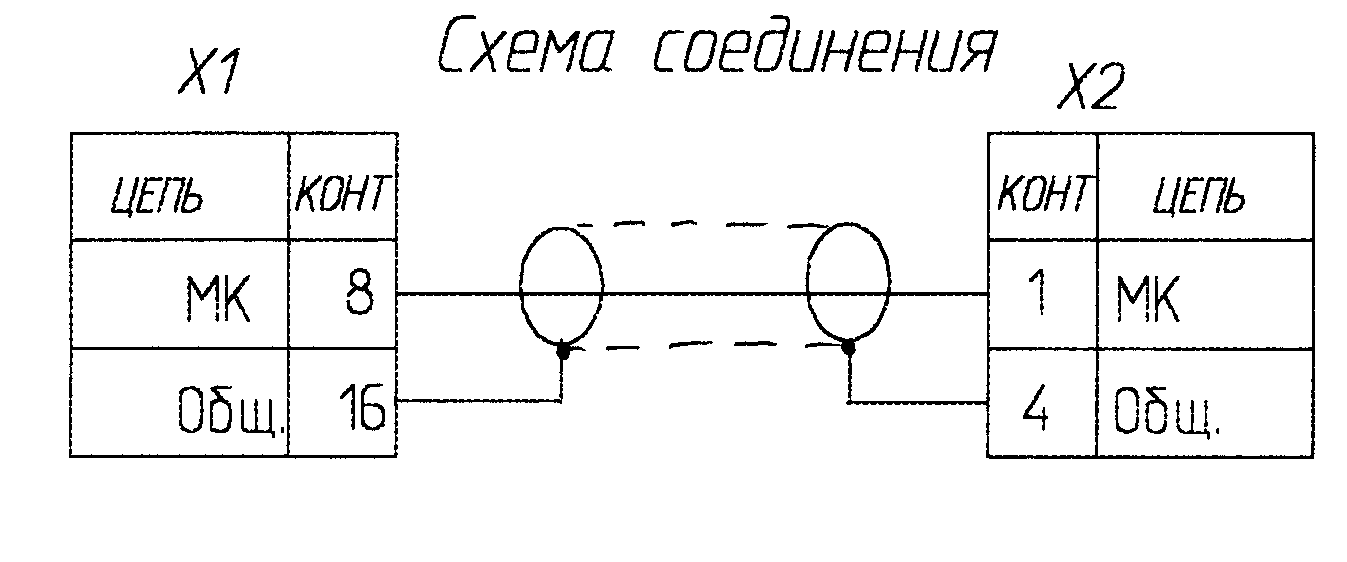 Схема соединения
X1
X2
ЦЕПЬ КОНТ
КОНТ ЦЕПЬ
МК 8
1 МК
Общ. 16
4 Общ.